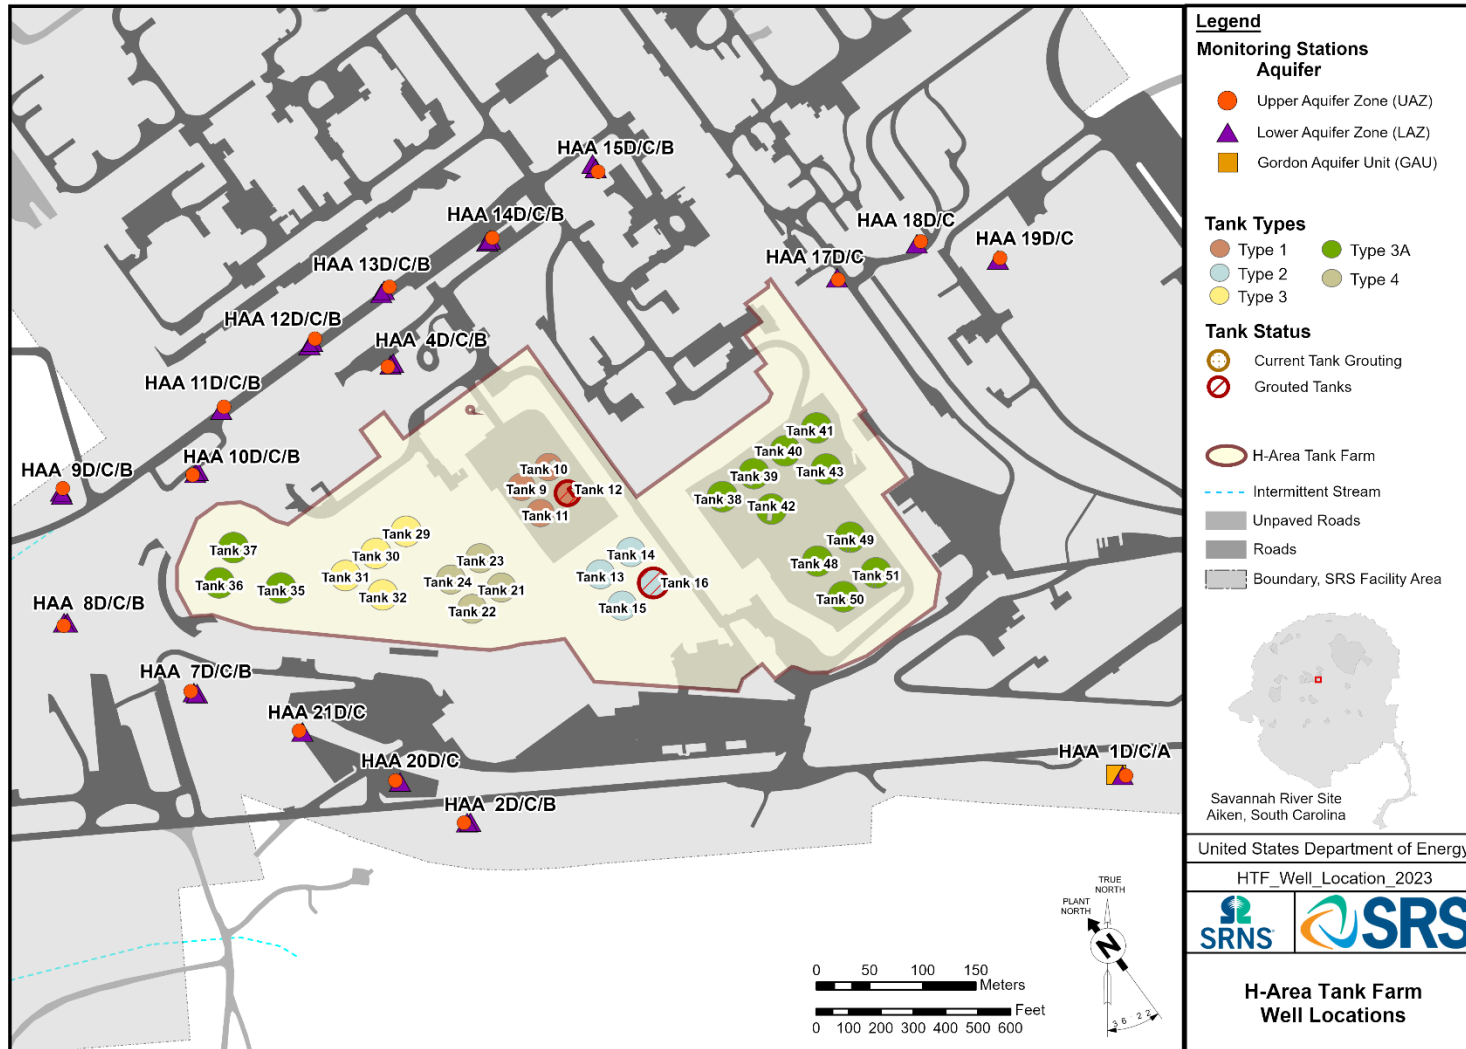 HAA 15D/C/B
HAA 14D/C/B
HAA 18D/C
HAA 19D/C
HAA 13D/C/B
HAA 17D/C
HAA 12D/C/B
HAA 4D/C/B
HAA 11D/C/B
HAA 10D/C/B
HAA 9D/C/B
Tank 41
Tank 40
Tank 10
Tank 39
Tank 43
Tank 9
Tank 12
Tank 38
Tank 42
Tank 11
Tank 29
Tank 49
Tank 37
Tank 30
Tank 23
Tank 14
Tank 48
Tank 51
Tank 31
Tank 24
Tank 13
Tank 16
Tank 36
Tank 35
Tank 32
Tank 21
Tank 22
Tank 15
Tank 50
HAA 8D/C/B
HAA 7D/C/B
HAA 21D/C
HAA 20D/C
HAA 2D/C/B
HAA 1D/C/A
TRUE
NORTH
PLANT
NORTH
N
36 22
0 50 100 150
Meters
Feet
0 100 200 300 400 500 600
Legend
Monitoring Stations
Aquifer
Upper Aquifer Zone (UAZ)
Lower Aquifer Zone (LAZ)
Gordon Aquifer Unit (GAU)
Tank Types
Type 1
Type 3A
Type 2
Type 4
Type 3
Tank Status
Current Tank Grouting
Grouted Tanks
H-Area Tank Farm
Intermittent Stream
Unpaved Roads
Roads
Boundary, SRS Facility Area
Savannah River Site
Aiken, South Carolina
United States Department of Energy
HTF_Well_Location_2023
SRNS
SRS
H-Area Tank Farm
Well Locations